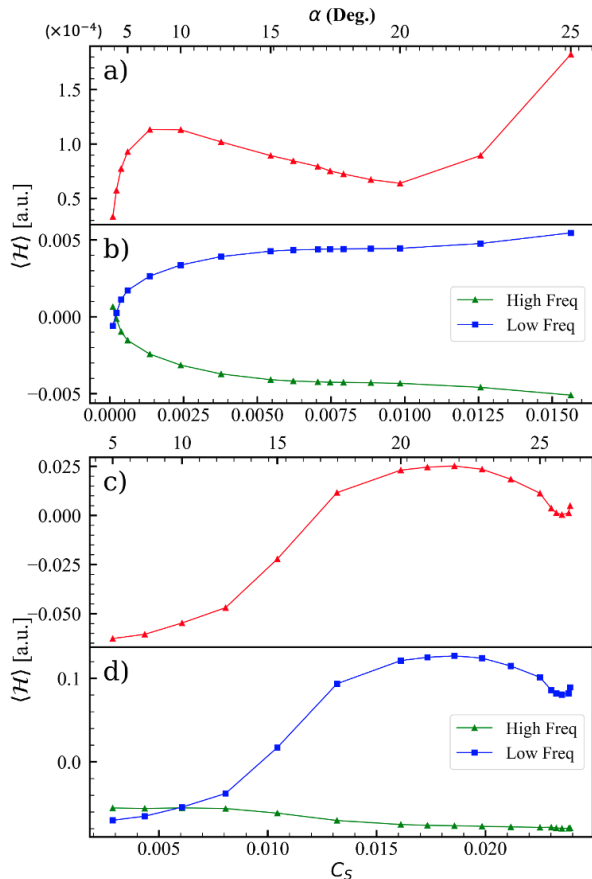 α (Deg.)
(×10⁻⁴) 5 10 15 20 25
a)
1.5
1.0
0.5
⟨ℋ⟩ [a.u.]
b)
0.005
0.000
−0.005
High Freq
Low Freq
0.0000 0.0025 0.0050 0.0075 0.0100 0.0125 0.0150
5 10 15 20 25
c)
0.025
0.000
−0.025
−0.050
⟨ℋ⟩ [a.u.]
d)
0.1
0.0
High Freq
Low Freq
0.005 0.010 0.015 0.020
C_S